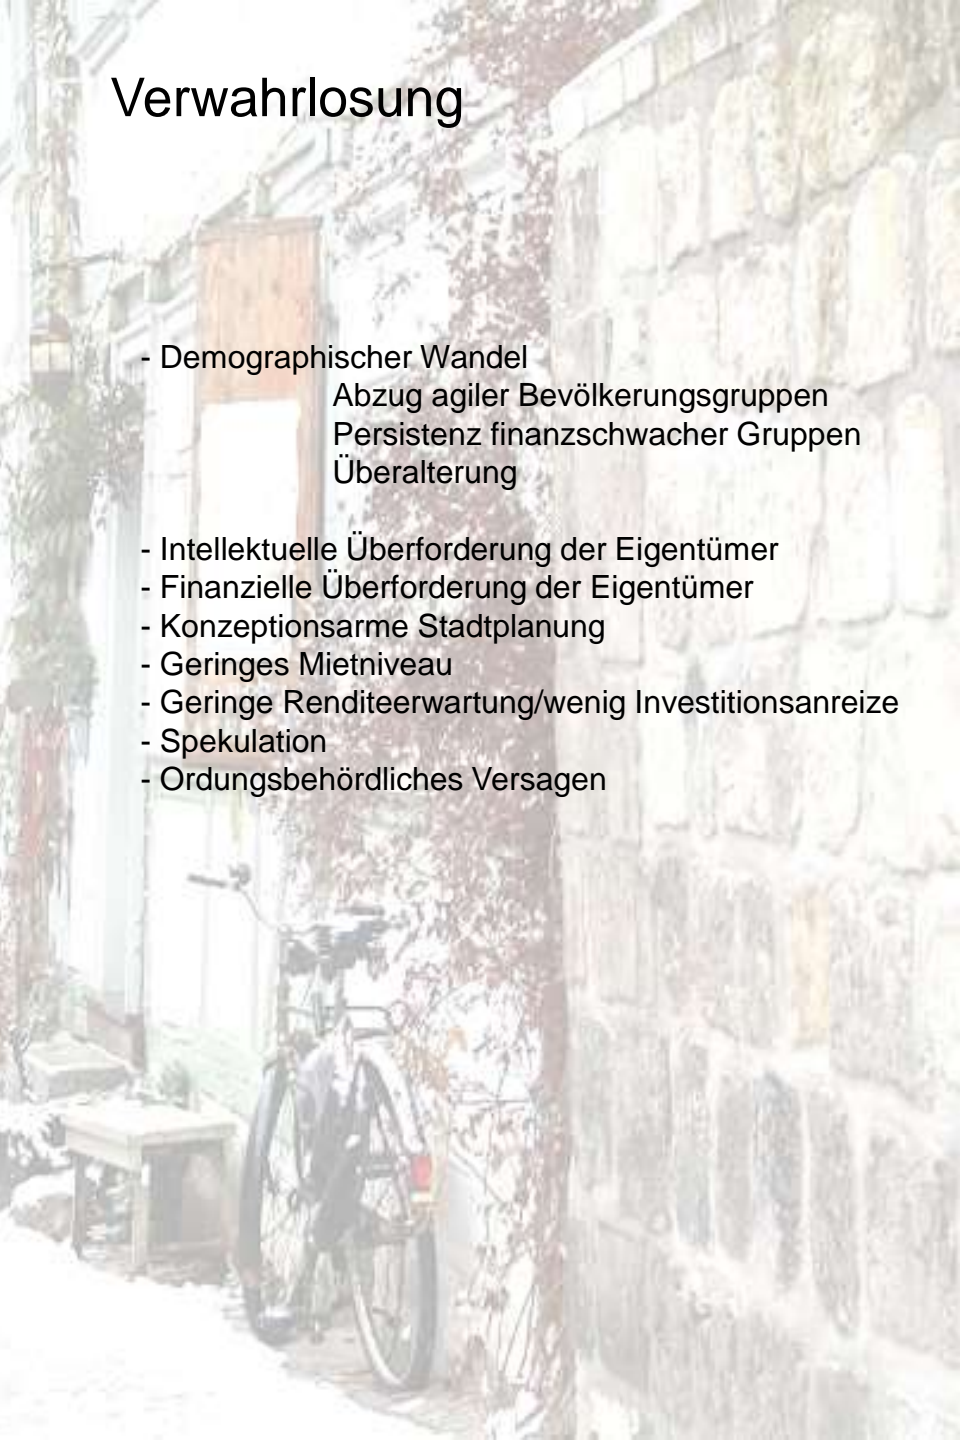 Verwahrlosung
- Demographischer Wandel
Abzug agiler Bevölkerungsgruppen
Persistenz finanzschwacher Gruppen
Überalterung
- Intellektuelle Überforderung der Eigentümer
- Finanzielle Überforderung der Eigentümer
- Konzeptionsarme Stadtplanung
- Geringes Mietniveau
- Geringe Renditeerwartung/wenig Investitionsanreize
- Spekulation
- Ordungsbehördliches Versagen